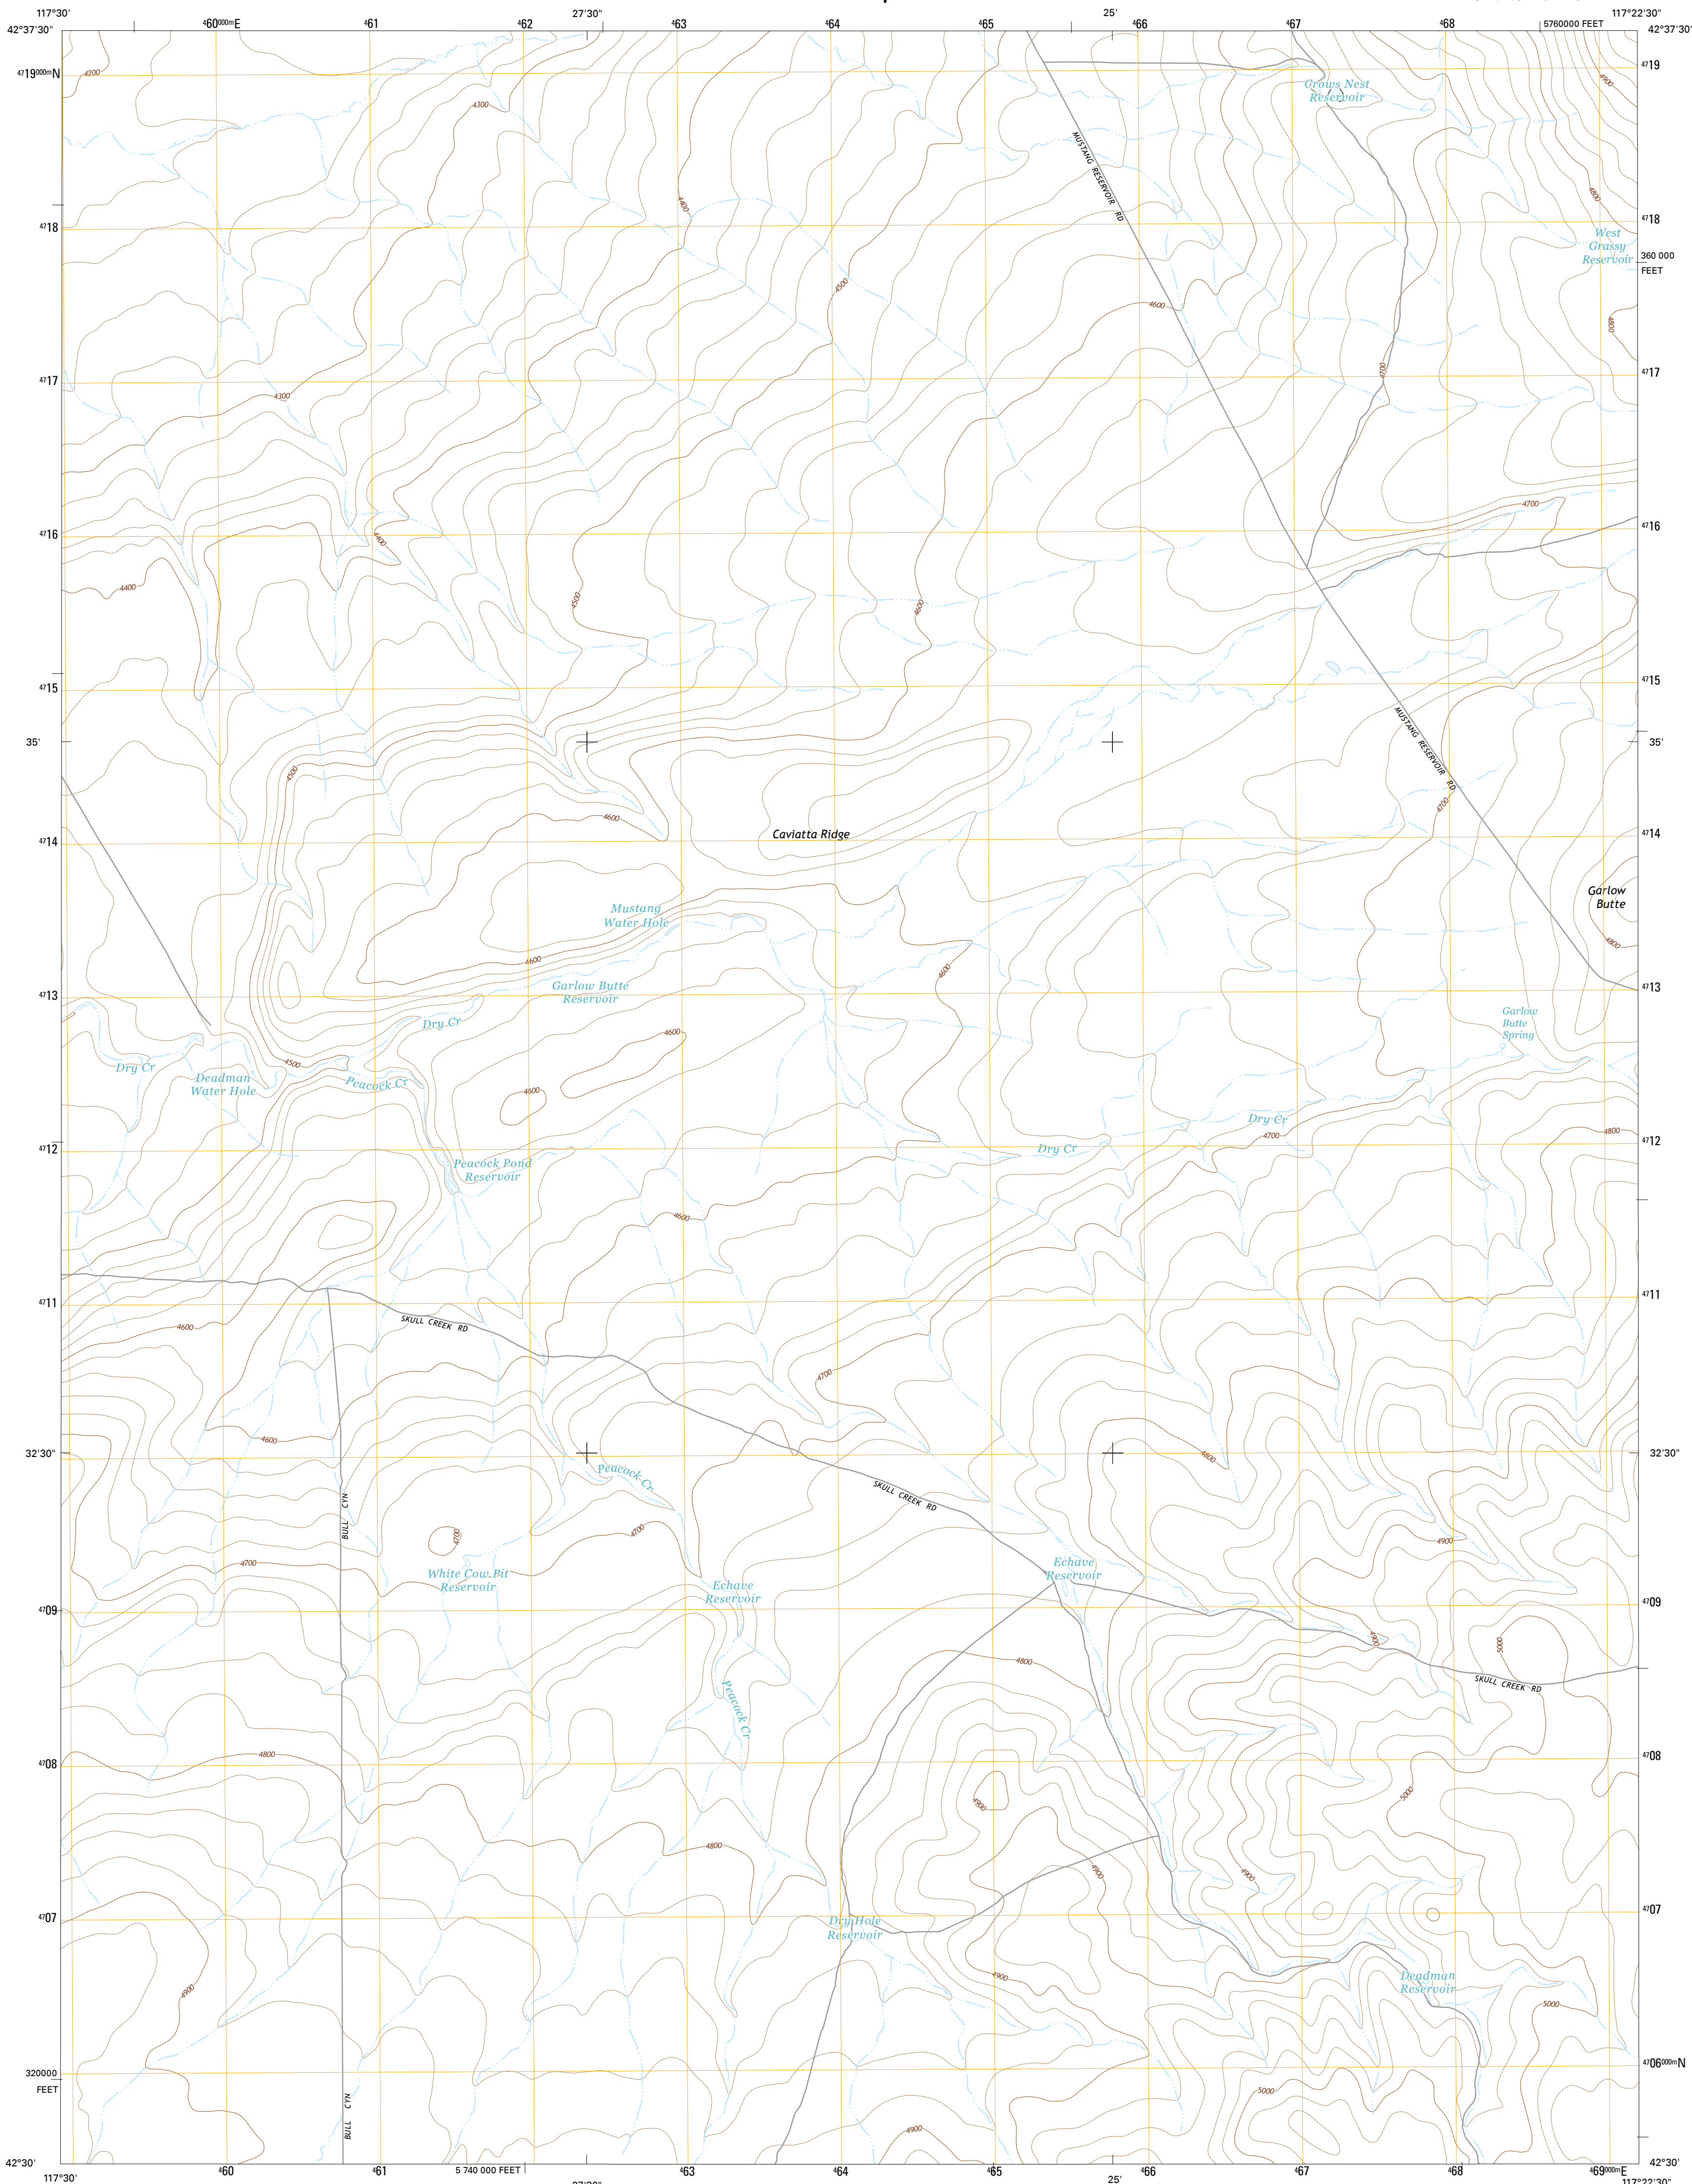 117°30' ⁴60⁰⁰⁰ᵐE ⁴61 ⁴62 27'30" ⁴63 ⁴64 ⁴65 25' ⁴66 ⁴67 ⁴68 5760000 FEET 117°22'30"
42°37'30" 42°37'30"
⁴⁷19⁰⁰⁰ᵐN ⁴⁷19
4200 4300 4900
Grows Nest
Reservoir
MUSTANG RESERVOIR RD
4400 4800
⁴⁷18 ⁴⁷18
West
Grassy
Reservoir
360 000
FEET
4500 4600 4800
4700
⁴⁷17 ⁴⁷17
4300
4700
⁴⁷16 ⁴⁷16
4400
4400 4500 4600
⁴⁷15 ⁴⁷15
MUSTANG RESERVOIR RD
35' 35'
4500 4700
4600
Caviatta Ridge
⁴⁷14 ⁴⁷14
Garlow
Butte
Mustang
Water Hole
4800
4600 4600
Garlow Butte
Reservoir
⁴⁷13 ⁴⁷13
Garlow
Butte
Spring
Dry Cr
4600
4500
Dry Cr
Deadman
Water Hole
Peacock Cr
4600
Dry Cr
4700 4800
Dry Cr
⁴⁷12 ⁴⁷12
Peacock Pond
Reservoir
4600
⁴⁷11 ⁴⁷11
SKULL CREEK RD
4600
4700
4600 4800
32'30" 32'30"
Peacock Cr
SKULL CREEK RD
BULL CYN
4700 4700 4900
4700
White Cow Pit
Reservoir
Echave
Reservoir
Echave
Reservoir
⁴⁷09 ⁴⁷09
4900 5000
4800
SKULL CREEK RD
Peacock Cr
4800
⁴⁷08 ⁴⁷08
4900 5000
4800
4900 4900
⁴⁷07 ⁴⁷07
Dry Hole
Reservoir
4900
Deadman
Reservoir
4900 5000
320000
FEET
⁴⁷06⁰⁰⁰ᵐN
5000
BULL CYN
4900
42°30' 42°30'
117°30' ⁴60 ⁴61 5 740 000 FEET ⁴63 ⁴64 ⁴65 25' ⁴66 ⁴67 ⁴68 ⁴69⁰⁰⁰ᵐE 117°22'30"